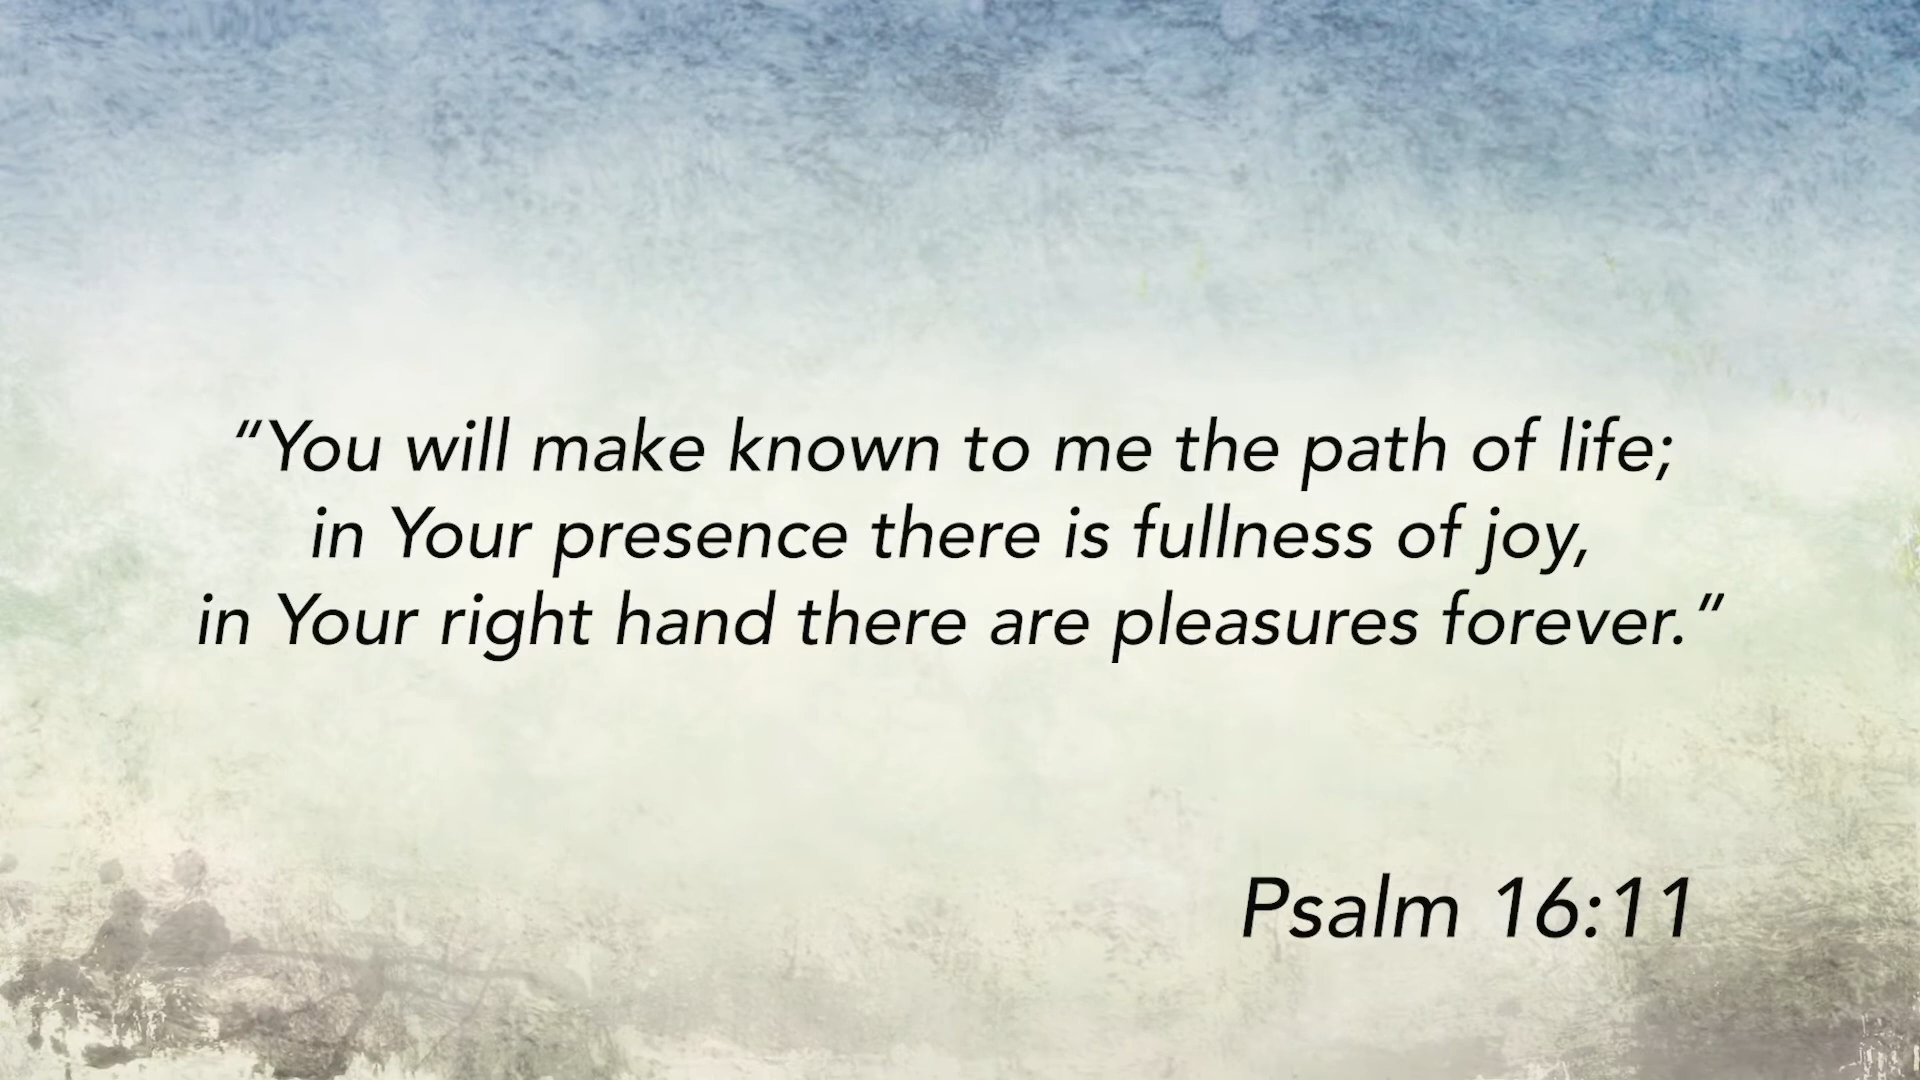 “You will make known to me the path of life;
in Your presence there is fullness of joy,
in Your right hand there are pleasures forever.”
Psalm 16:11